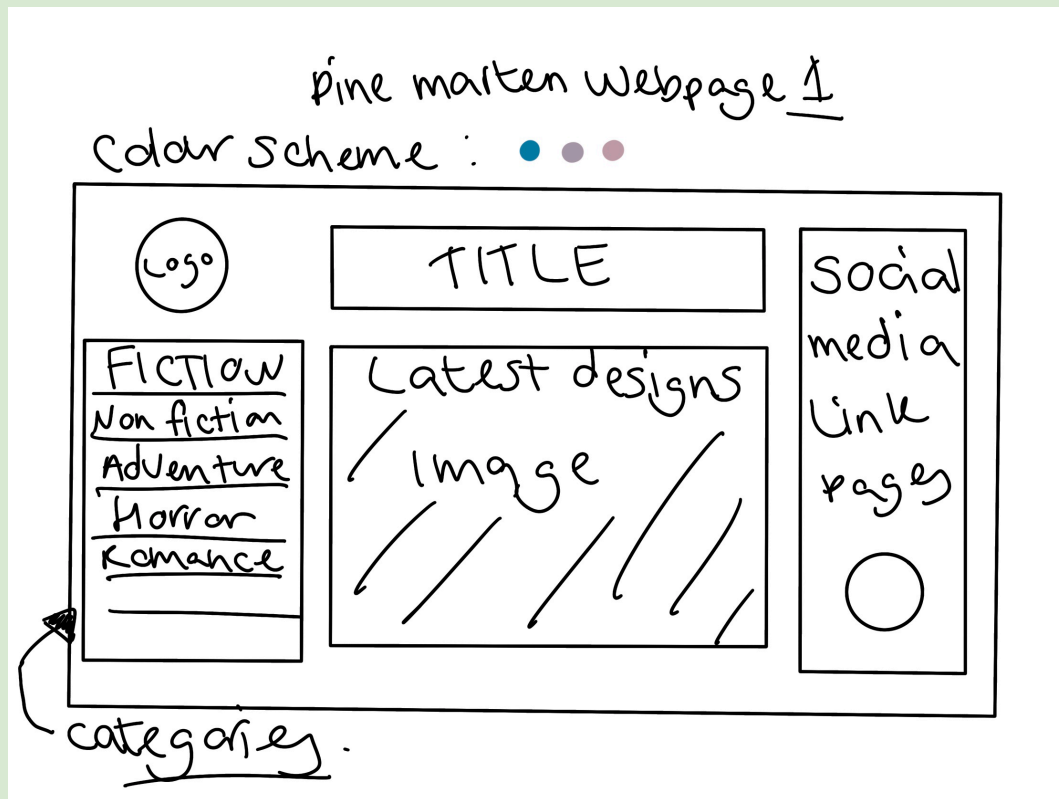 Pine marten Webpage 1
Colour scheme :
Logo
TITLE
FICTION
Non fiction
Adventure
Horror
Romance
Latest designs
Image
Social
media
Link
pages
categories.